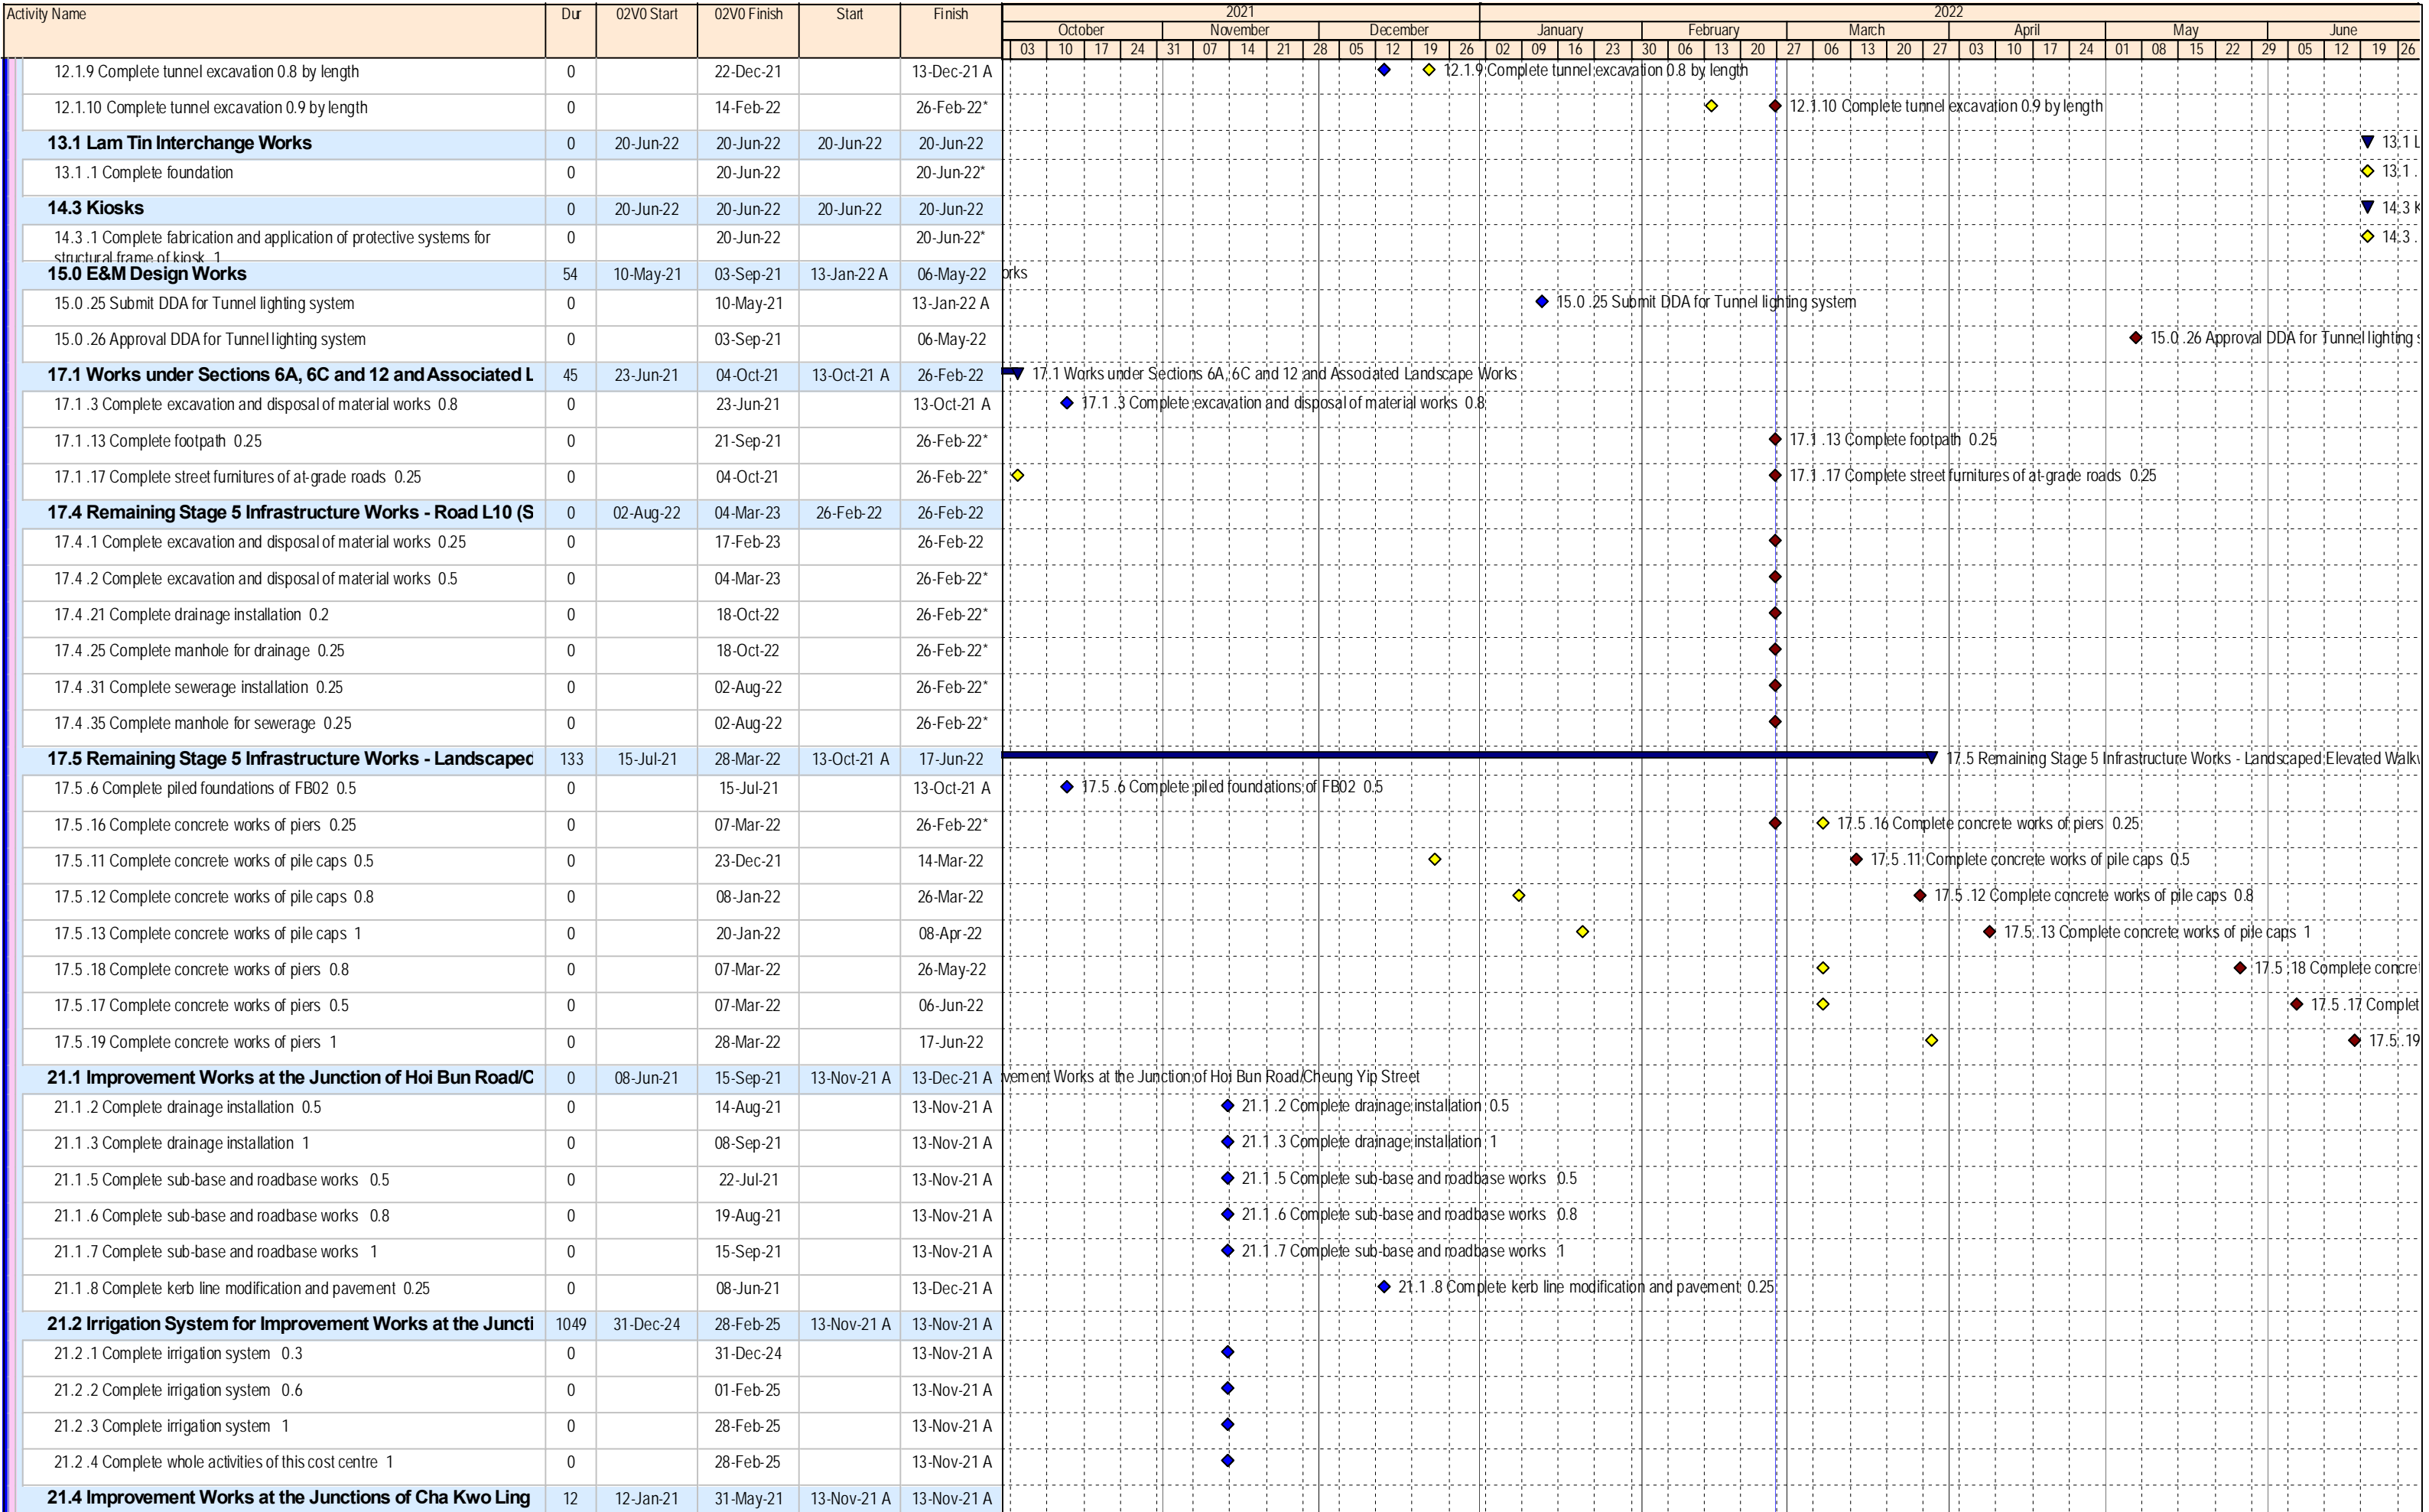 Activity Name Dur 02V0 Start 02V0 Finish Start Finish 2021 2022
October November December January February March April May June
03 10 17 24 31 07 14 21 28 05 12 19 26 02 09 16 23 30 06 13 20 27 06 13 20 27 03 10 17 24 01 08 15 22 29 05 12 19 26
12.1.9 Complete tunnel excavation 0.8 by length 0 22-Dec-21 13-Dec-21 A 12.1.9 Complete tunnel excavation 0.8 by length
12.1.10 Complete tunnel excavation 0.9 by length 0 14-Feb-22 26-Feb-22* 12.1.10 Complete tunnel excavation 0.9 by length
13.1 Lam Tin Interchange Works 0 20-Jun-22 20-Jun-22 20-Jun-22 20-Jun-22 13.1 L
13.1 .1 Complete foundation 0 20-Jun-22 20-Jun-22* 13.1 .
14.3 Kiosks 0 20-Jun-22 20-Jun-22 20-Jun-22 20-Jun-22 14.3 K
14.3 .1 Complete fabrication and application of protective systems for 0 20-Jun-22 20-Jun-22* 14.3 .
structural frame of kiosk 1
15.0 E&M Design Works 54 10-May-21 03-Sep-21 13-Jan-22 A 06-May-22 orks
15.0 .25 Submit DDA for Tunnel lighting system 0 10-May-21 13-Jan-22 A 15.0 .25 Submit DDA for Tunnel lighting system
15.0 .26 Approval DDA for Tunnel lighting system 0 03-Sep-21 06-May-22 15.0 .26 Approval DDA for Tunnel lighting s
17.1 Works under Sections 6A, 6C and 12 and Associated L 45 23-Jun-21 04-Oct-21 13-Oct-21 A 26-Feb-22 17.1 Works under Sections 6A, 6C and 12 and Associated Landscape Works
17.1 .3 Complete excavation and disposal of material works 0.8 0 23-Jun-21 13-Oct-21 A 17.1 .3 Complete excavation and disposal of material works 0.8
17.1 .13 Complete footpath 0.25 0 21-Sep-21 26-Feb-22* 17.1 .13 Complete footpath 0.25
17.1 .17 Complete street furnitures of at-grade roads 0.25 0 04-Oct-21 26-Feb-22* 17.1 .17 Complete street furnitures of at-grade roads 0.25
17.4 Remaining Stage 5 Infrastructure Works - Road L10 (S 0 02-Aug-22 04-Mar-23 26-Feb-22 26-Feb-22
17.4 .1 Complete excavation and disposal of material works 0.25 0 17-Feb-23 26-Feb-22
17.4 .2 Complete excavation and disposal of material works 0.5 0 04-Mar-23 26-Feb-22*
17.4 .21 Complete drainage installation 0.2 0 18-Oct-22 26-Feb-22*
17.4 .25 Complete manhole for drainage 0.25 0 18-Oct-22 26-Feb-22*
17.4 .31 Complete sewerage installation 0.25 0 02-Aug-22 26-Feb-22*
17.4 .35 Complete manhole for sewerage 0.25 0 02-Aug-22 26-Feb-22*
17.5 Remaining Stage 5 Infrastructure Works - Landscaped 133 15-Jul-21 28-Mar-22 13-Oct-21 A 17-Jun-22 17.5 Remaining Stage 5 Infrastructure Works - Landscaped Elevated Walkw
17.5 .6 Complete piled foundations of FB02 0.5 0 15-Jul-21 13-Oct-21 A 17.5 .6 Complete piled foundations of FB02 0.5
17.5 .16 Complete concrete works of piers 0.25 0 07-Mar-22 26-Feb-22* 17.5 .16 Complete concrete works of piers 0.25
17.5 .11 Complete concrete works of pile caps 0.5 0 23-Dec-21 14-Mar-22 17.5 .11 Complete concrete works of pile caps 0.5
17.5 .12 Complete concrete works of pile caps 0.8 0 08-Jan-22 26-Mar-22 17.5 .12 Complete concrete works of pile caps 0.8
17.5 .13 Complete concrete works of pile caps 1 0 20-Jan-22 08-Apr-22 17.5 .13 Complete concrete works of pile caps 1
17.5 .18 Complete concrete works of piers 0.8 0 07-Mar-22 26-May-22 17.5 .18 Complete concret
17.5 .17 Complete concrete works of piers 0.5 0 07-Mar-22 06-Jun-22 17.5 .17 Complet
17.5 .19 Complete concrete works of piers 1 0 28-Mar-22 17-Jun-22 17.5 .19
21.1 Improvement Works at the Junction of Hoi Bun Road/C 0 08-Jun-21 15-Sep-21 13-Nov-21 A 13-Dec-21 A vement Works at the Junction of Hoi Bun Road/Cheung Yip Street
21.1 .2 Complete drainage installation 0.5 0 14-Aug-21 13-Nov-21 A 21.1 .2 Complete drainage installation 0.5
21.1 .3 Complete drainage installation 1 0 08-Sep-21 13-Nov-21 A 21.1 .3 Complete drainage installation 1
21.1 .5 Complete sub-base and roadbase works 0.5 0 22-Jul-21 13-Nov-21 A 21.1 .5 Complete sub-base and roadbase works 0.5
21.1 .6 Complete sub-base and roadbase works 0.8 0 19-Aug-21 13-Nov-21 A 21.1 .6 Complete sub-base and roadbase works 0.8
21.1 .7 Complete sub-base and roadbase works 1 0 15-Sep-21 13-Nov-21 A 21.1 .7 Complete sub-base and roadbase works 1
21.1 .8 Complete kerb line modification and pavement 0.25 0 08-Jun-21 13-Dec-21 A 21.1 .8 Complete kerb line modification and pavement 0.25
21.2 Irrigation System for Improvement Works at the Juncti 1049 31-Dec-24 28-Feb-25 13-Nov-21 A 13-Nov-21 A
21.2 .1 Complete irrigation system 0.3 0 31-Dec-24 13-Nov-21 A
21.2 .2 Complete irrigation system 0.6 0 01-Feb-25 13-Nov-21 A
21.2 .3 Complete irrigation system 1 0 28-Feb-25 13-Nov-21 A
21.2 .4 Complete whole activities of this cost centre 1 0 28-Feb-25 13-Nov-21 A
21.4 Improvement Works at the Junctions of Cha Kwo Ling 12 12-Jan-21 31-May-21 13-Nov-21 A 13-Nov-21 A